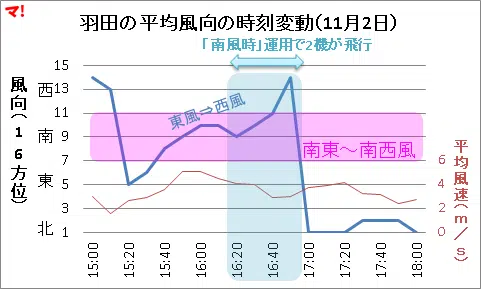 マ!
羽田の平均風向の時刻変動(11月2日)
「南風時」運用で2機が飛行
風向(16方位)
15
13
11
9
7
5
3
1
西
南
東
北
東風⇒西風
南東～南西風
6
4
2
0
平均風速(m/s)
15:00
15:20
15:40
16:00
16:20
16:40
17:00
17:20
17:40
18:00